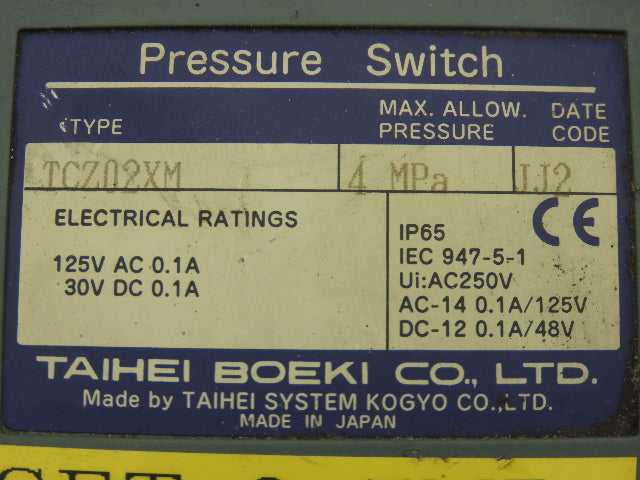 Pressure Switch
TYPE
MAX. ALLOW. PRESSURE
DATE CODE
TCZ02XM 4 MPa JJ2
ELECTRICAL RATINGS
125V AC 0.1A
30V DC 0.1A
CE
IP65
IEC 947-5-1
Ui:AC250V
AC-14 0.1A/125V
DC-12 0.1A/48V
TAIHEI BOEKI CO., LTD.
Made by TAIHEI SYSTEM KOGYO CO.,LTD.
MADE IN JAPAN